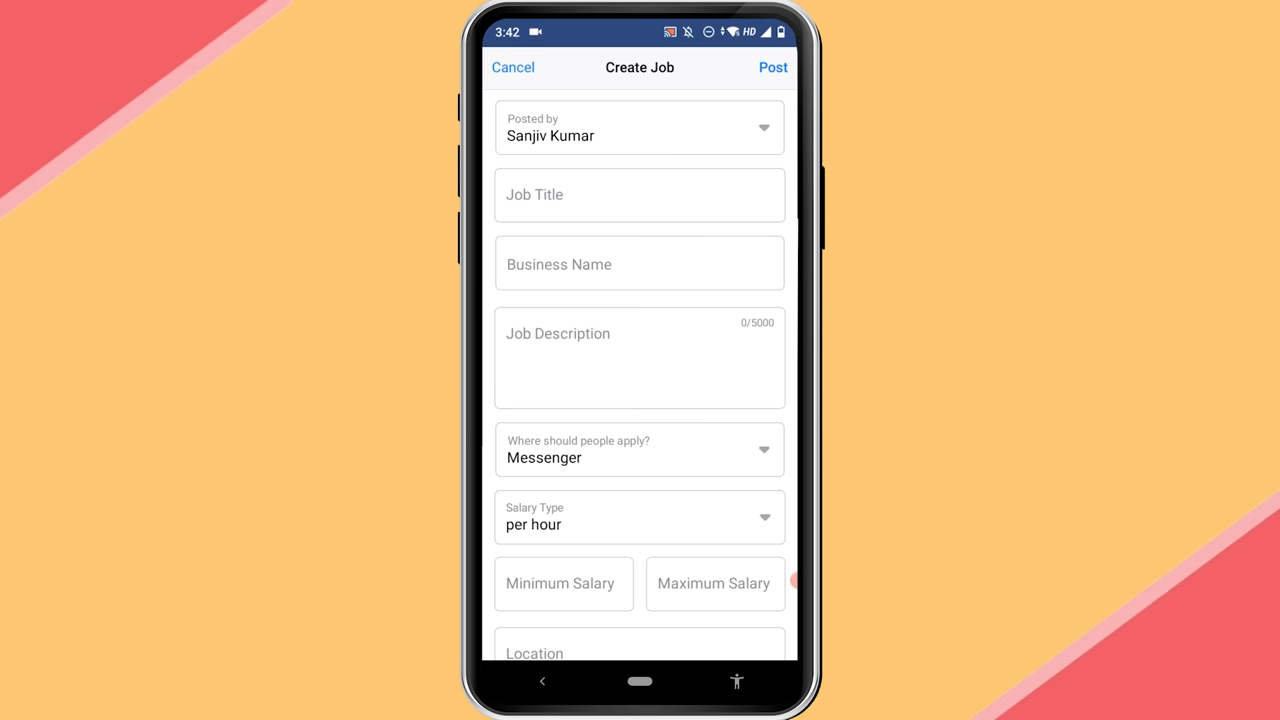 3:42 HD
Cancel Create Job Post
Posted by
Sanjiv Kumar
Job Title
Business Name
0/5000
Job Description
Where should people apply?
Messenger
Salary Type
per hour
Minimum Salary Maximum Salary
Location